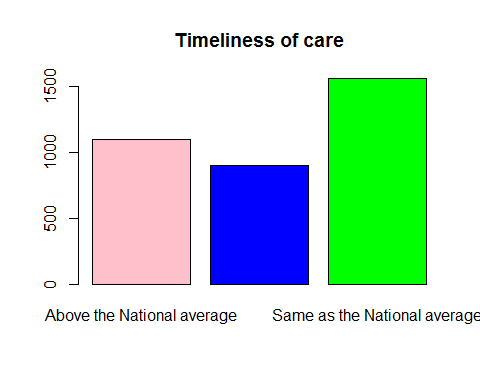 Timeliness of care
1500
1000
500
0
Above the National average
Same as the National average